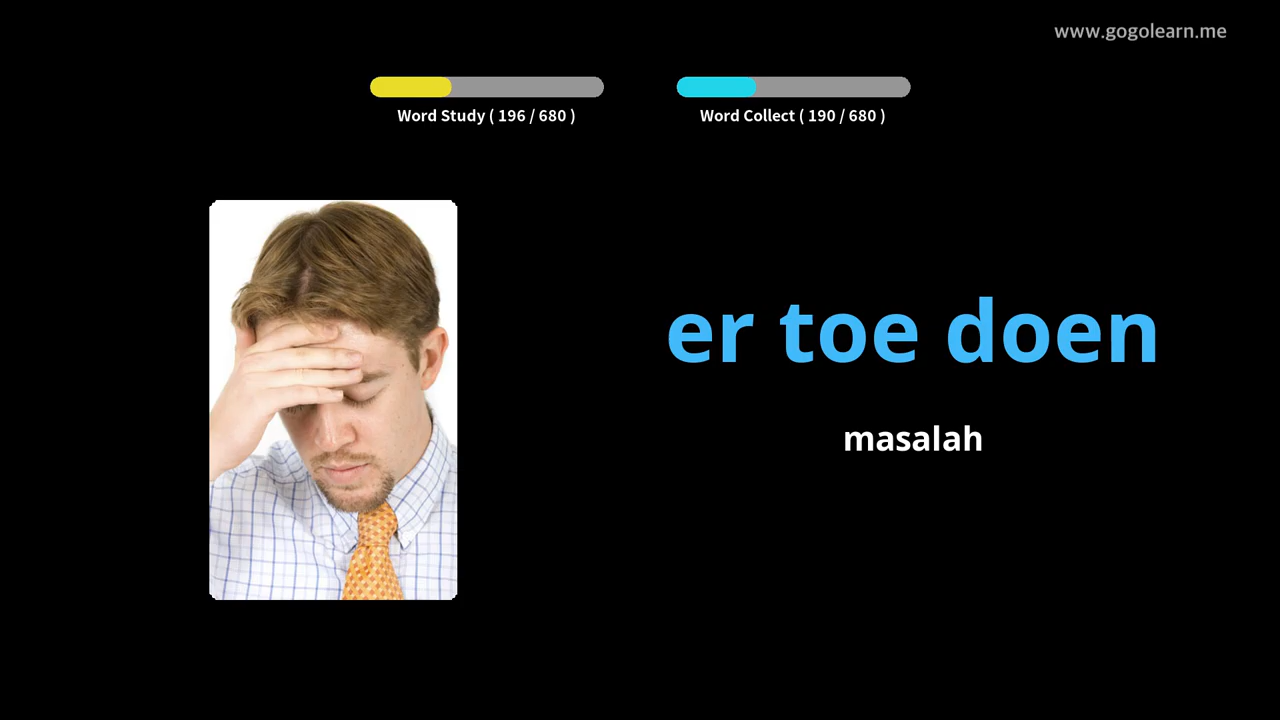 www.gogolearn.me
Word Study ( 196 / 680 )
Word Collect ( 190 / 680 )
er toe doen
masalah